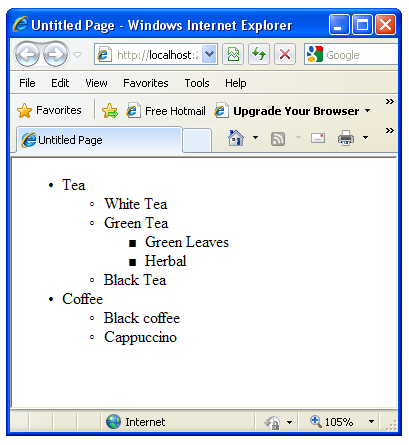 Untitled Page - Windows Internet Explorer
http://localhost:
Google
File Edit View Favorites Tools Help
Favorites Free Hotmail Upgrade Your Browser
Untitled Page
• Tea
◦ White Tea
◦ Green Tea
▪ Green Leaves
▪ Herbal
◦ Black Tea
• Coffee
◦ Black coffee
◦ Cappuccino
Internet 105%